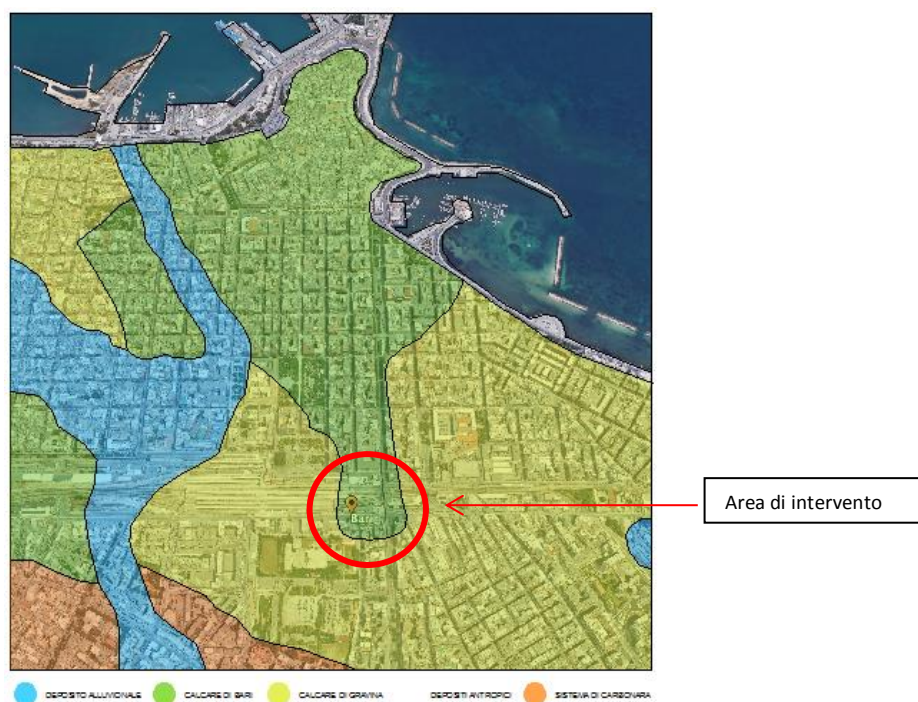 Bari
Area di intervento
DEPOSITO ALLUVIONALE CALCARE DI BARI CALCARE DI GRAVINA DEPOSITI ANTROPICI SISTEMA DI CARBONARA